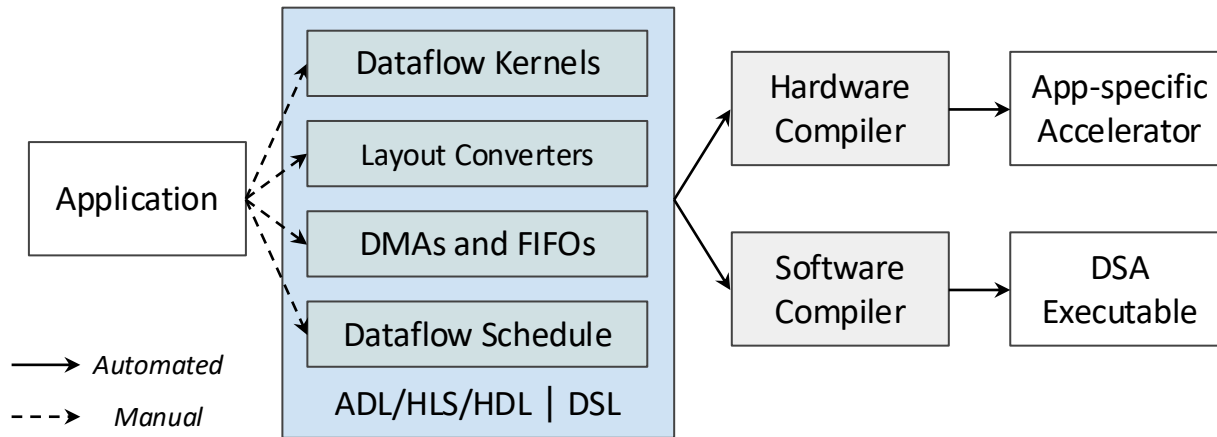 Application
Dataflow Kernels
Layout Converters
DMAs and FIFOs
Dataflow Schedule
ADL/HLS/HDL | DSL
Hardware
Compiler
App-specific
Accelerator
Software
Compiler
DSA
Executable
Automated
Manual